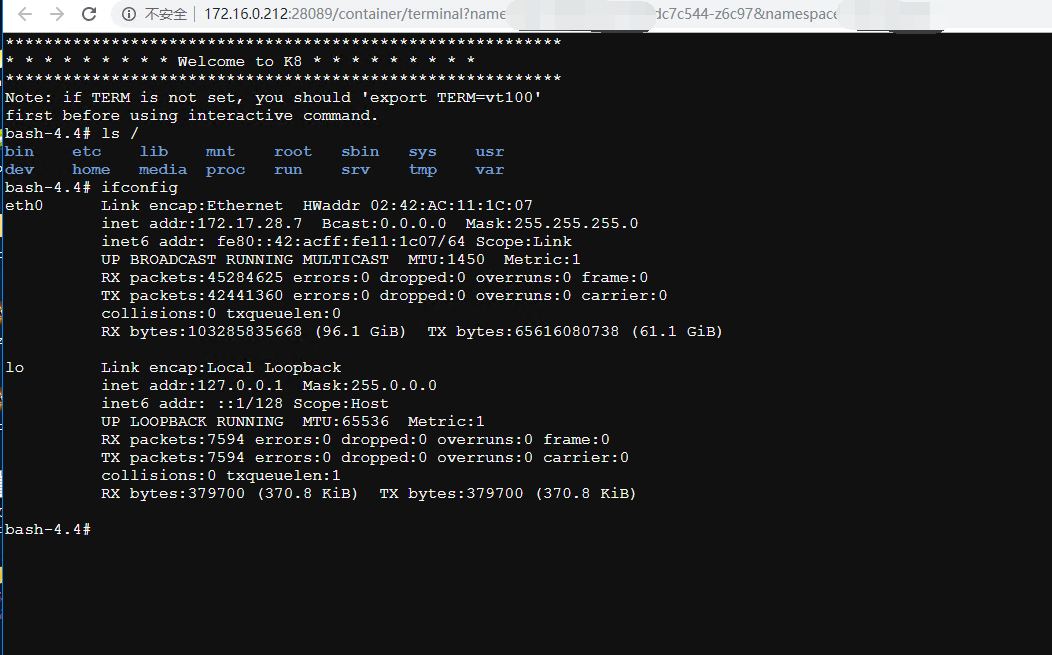 不安全 172.16.0.212:28089/container/terminal?name dc7c544-z6c97&namespace
**********************************************************
* * * * * * * * * Welcome to K8 * * * * * * * * *
**********************************************************
Note: if TERM is not set, you should 'export TERM=vt100'
first before using interactive command.
bash-4.4# ls /
bin etc lib mnt root sbin sys usr
dev home media proc run srv tmp var
bash-4.4# ifconfig
eth0 Link encap:Ethernet HWaddr 02:42:AC:11:1C:07
inet addr:172.17.28.7 Bcast:0.0.0.0 Mask:255.255.255.0
inet6 addr: fe80::42:acff:fe11:1c07/64 Scope:Link
UP BROADCAST RUNNING MULTICAST MTU:1450 Metric:1
RX packets:45284625 errors:0 dropped:0 overruns:0 frame:0
TX packets:42441360 errors:0 dropped:0 overruns:0 carrier:0
collisions:0 txqueuelen:0
RX bytes:103285835668 (96.1 GiB) TX bytes:65616080738 (61.1 GiB)
lo Link encap:Local Loopback
inet addr:127.0.0.1 Mask:255.0.0.0
inet6 addr: ::1/128 Scope:Host
UP LOOPBACK RUNNING MTU:65536 Metric:1
RX packets:7594 errors:0 dropped:0 overruns:0 frame:0
TX packets:7594 errors:0 dropped:0 overruns:0 carrier:0
collisions:0 txqueuelen:1
RX bytes:379700 (370.8 KiB) TX bytes:379700 (370.8 KiB)
bash-4.4#